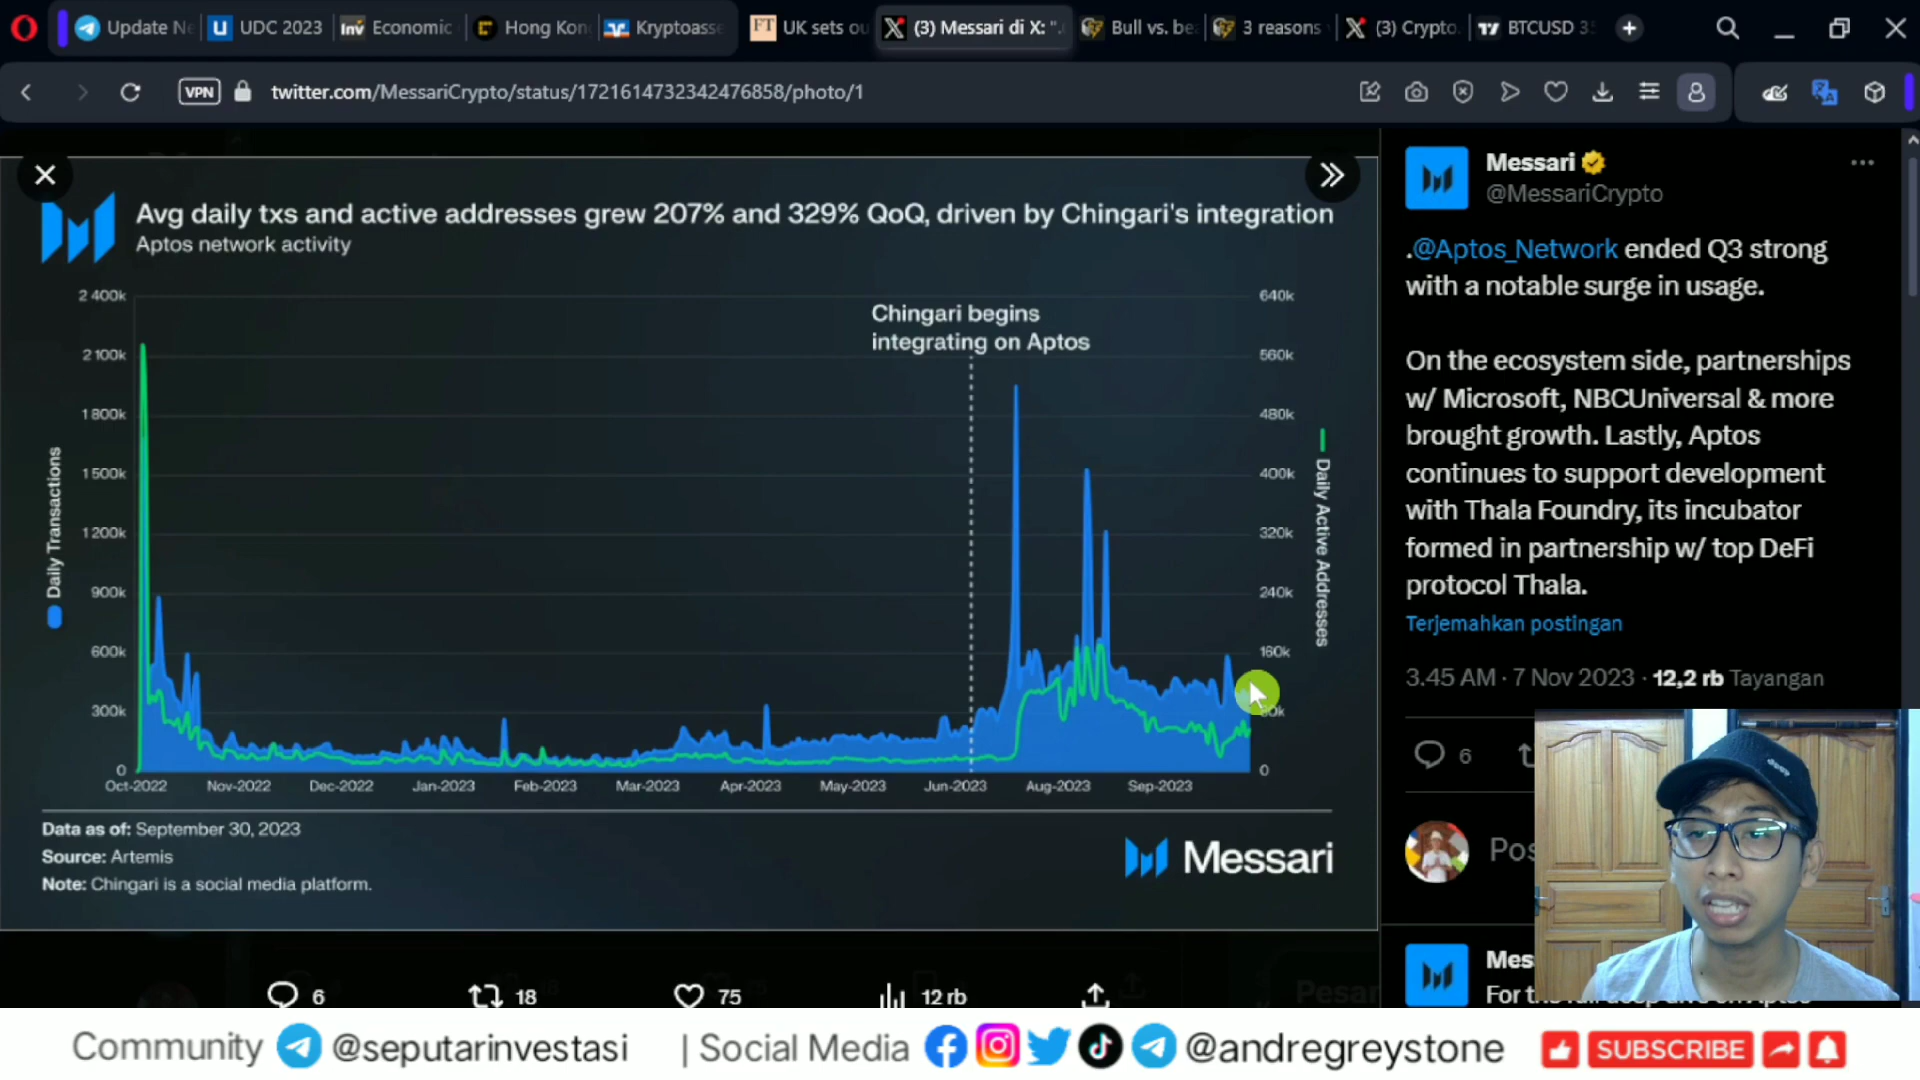 Update Ne
UDC 2023
Economic
Hong Kon
Kryptoasse
UK sets ou
(3) Messari di X: "
Bull vs. be
3 reasons
(3) Crypto
BTCUSD 35
VPN
twitter.com/MessariCrypto/status/1721614732342476858/photo/1
Avg daily txs and active addresses grew 207% and 329% QoQ, driven by Chingari's integration
Aptos network activity
Chingari begins
integrating on Aptos
Daily Transactions
2 400k
2 100k
1 800k
1 500k
1 200k
900k
600k
300k
0
640k
560k
480k
400k
320k
240k
160k
0
Daily Active Addresses
Oct-2022
Nov-2022
Dec-2022
Jan-2023
Feb-2023
Mar-2023
Apr-2023
May-2023
Jun-2023
Aug-2023
Sep-2023
Data as of: September 30, 2023
Source: Artemis
Note: Chingari is a social media platform.
Messari
6
18
75
12 rb
Messari
@MessariCrypto
.@Aptos_Network ended Q3 strong
with a notable surge in usage.
On the ecosystem side, partnerships
w/ Microsoft, NBCUniversal & more
brought growth. Lastly, Aptos
continues to support development
with Thala Foundry, its incubator
formed in partnership w/ top DeFi
protocol Thala.
Terjemahkan postingan
3.45 AM · 7 Nov 2023 · 12,2 rb Tayangan
6
Pos
Mes
Community @seputarinvestasi | Social Media @andregreystone SUBSCRIBE